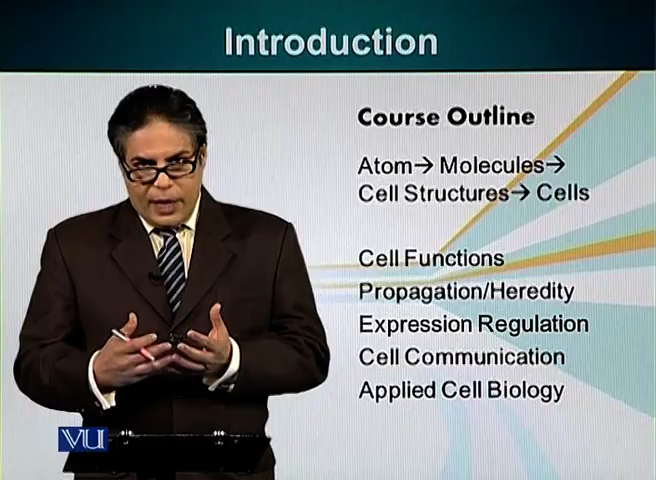 Introduction
Course Outline
Atom→ Molecules→
Cell Structures→ Cells
Cell Functions
Propagation/Heredity
Expression Regulation
Cell Communication
Applied Cell Biology
VU